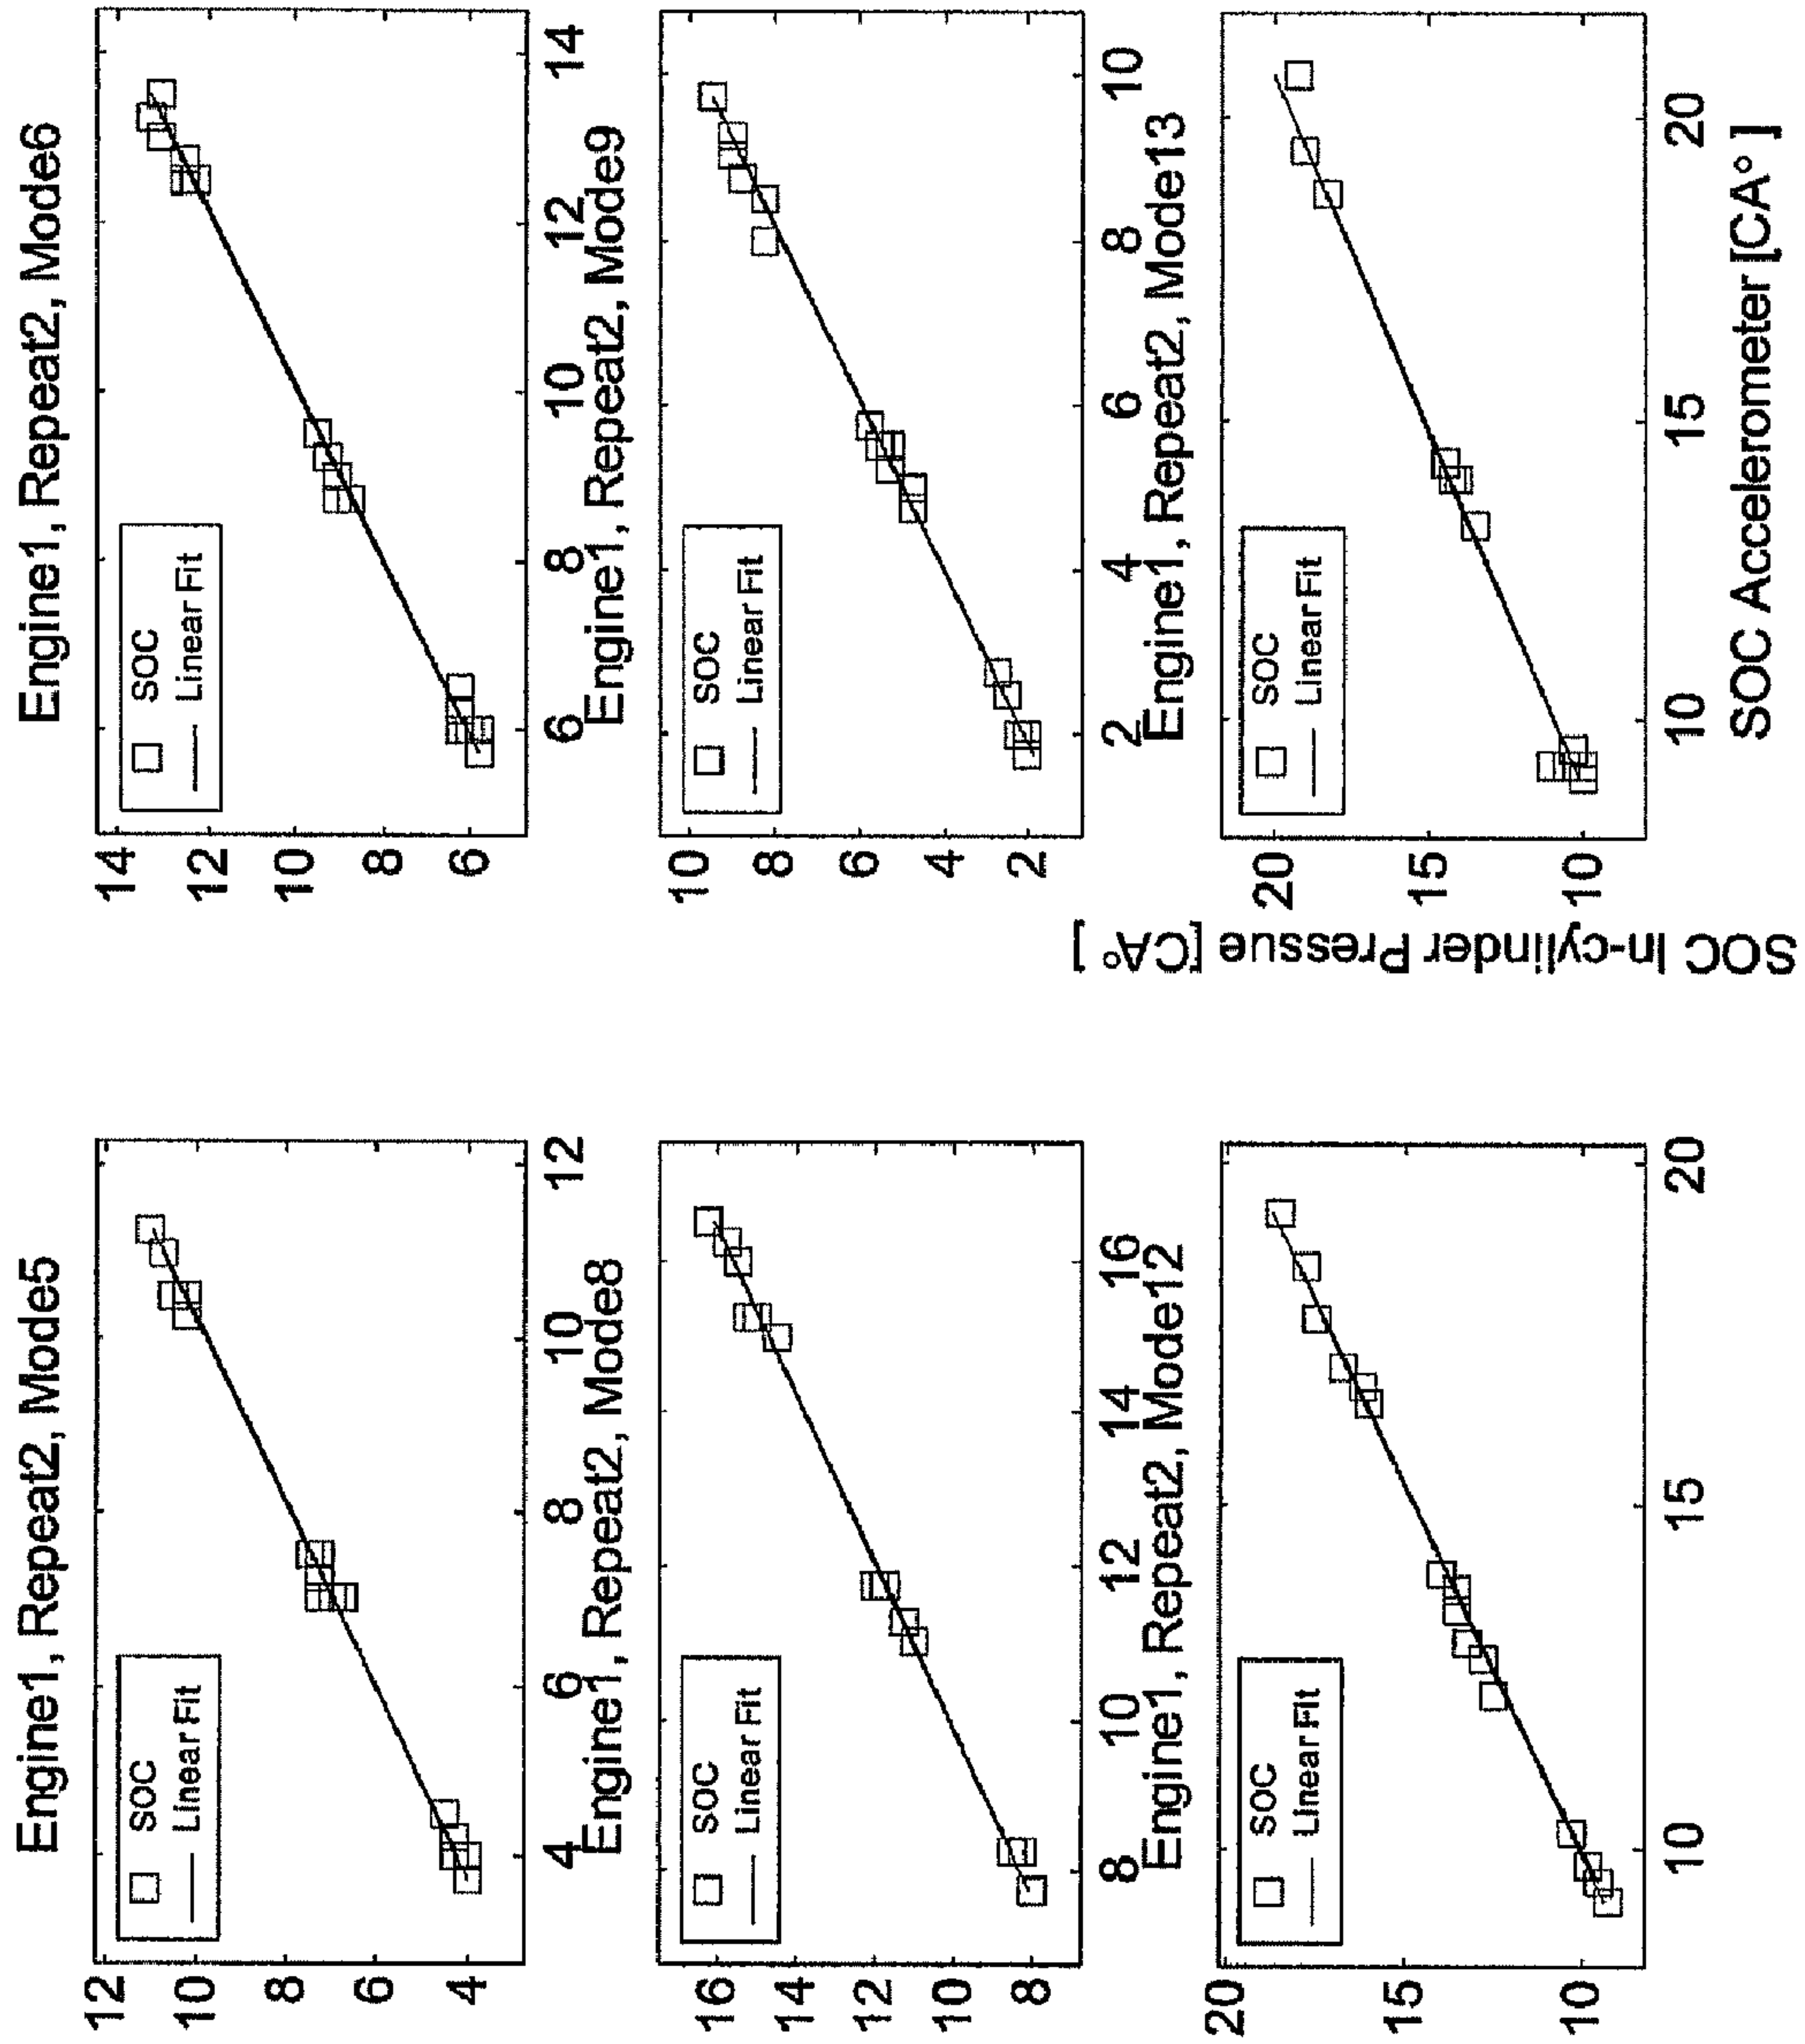 Engine1, Repeat2, Mode5
12
10
8
6
4
SOC
Linear Fit
4
6
8
10
12
Engine1, Repeat2, Mode6
14
12
10
8
6
SOC
Linear Fit
6
8
10
12
14
Engine1, Repeat2, Mode8
16
14
12
10
8
SOC
Linear Fit
8
10
12
14
16
Engine1, Repeat2, Mode9
10
8
6
4
2
SOC
Linear Fit
2
4
6
8
10
Engine1, Repeat2, Mode12
20
15
10
SOC
Linear Fit
10
15
20
Engine1, Repeat2, Mode13
SOC In-cylinder Pressue [CA°]
20
15
10
SOC
Linear Fit
10
15
20
SOC Accelerometer [CA°]